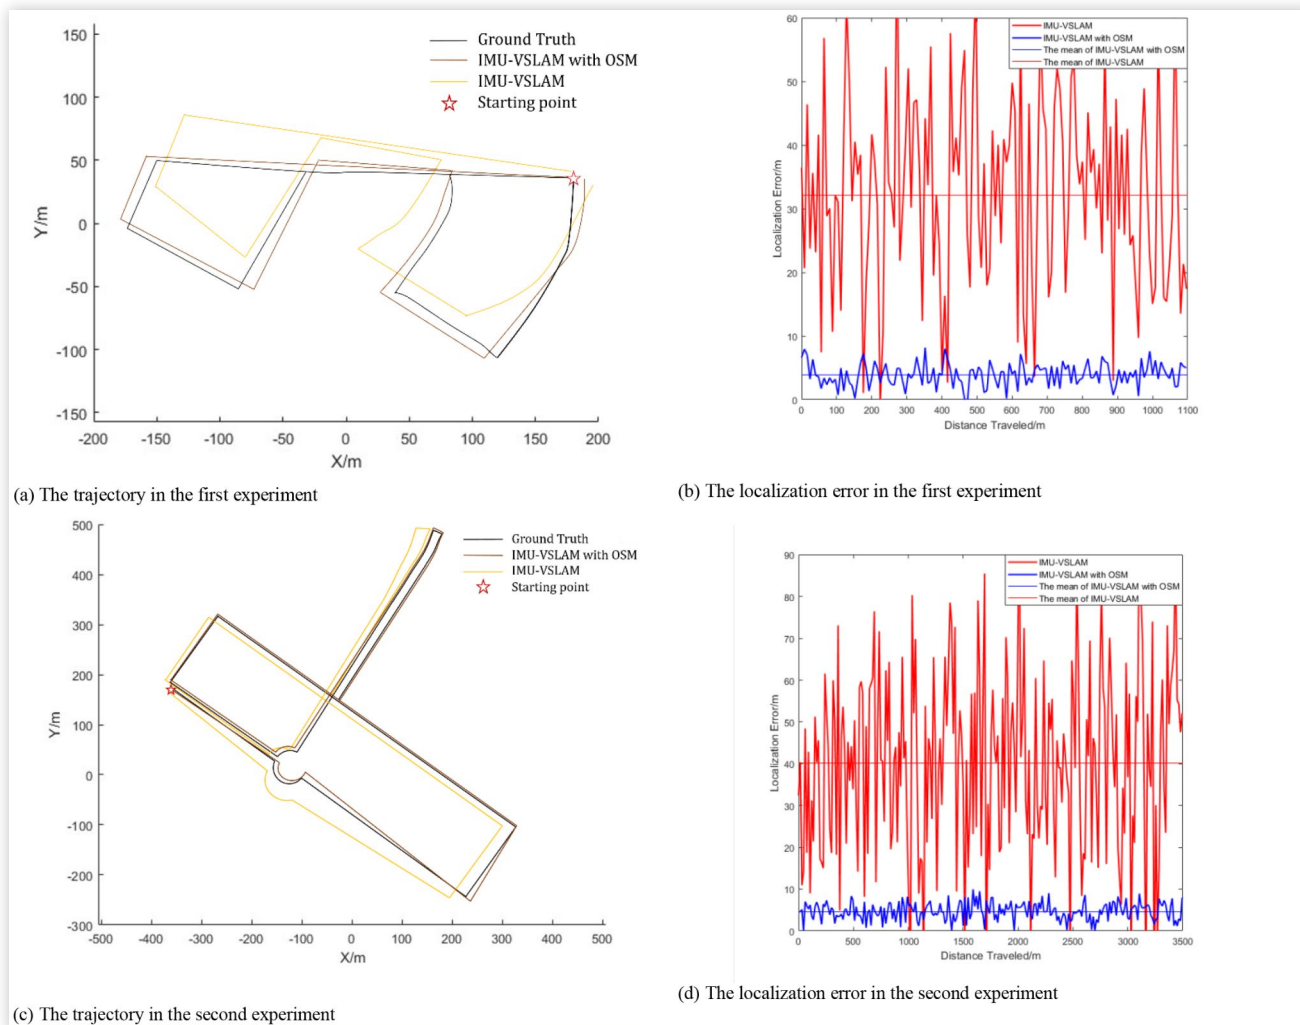 150
100
50
0
-50
-100
-150
-200 -150 -100 -50 0 50 100 150 200
Y/m
X/m
Ground Truth
IMU-VSLAM with OSM
IMU-VSLAM
Starting point
(a) The trajectory in the first experiment
60
50
40
30
20
10
0
0 100 200 300 400 500 600 700 800 900 1000 1100
Localization Error/m
Distance Traveled/m
IMU-VSLAM
IMU-VSLAM with OSM
The mean of IMU-VSLAM with OSM
The mean of IMU-VSLAM
(b) The localization error in the first experiment
500
400
300
200
100
0
-100
-200
-300
-500 -400 -300 -200 -100 0 100 200 300 400 500
Y/m
X/m
Ground Truth
IMU-VSLAM with OSM
IMU-VSLAM
Starting point
(c) The trajectory in the second experiment
90
80
70
60
50
40
30
20
10
0
0 500 1000 1500 2000 2500 3000 3500
Localization Error/m
Distance Traveled/m
IMU-VSLAM
IMU-VSLAM with OSM
The mean of IMU-VSLAM with OSM
The mean of IMU-VSLAM
(d) The localization error in the second experiment